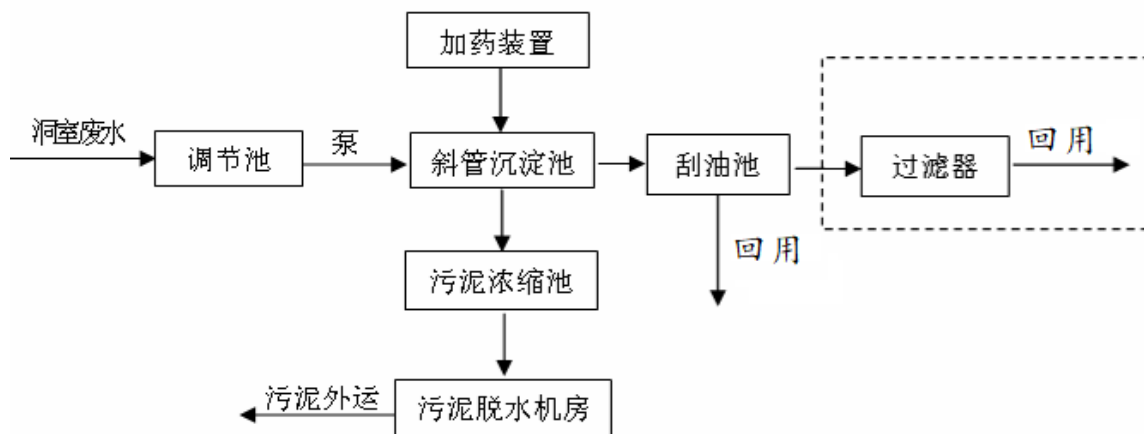 加药装置
洞室废水
调节池
泵
斜管沉淀池
刮油池
过滤器
回用
回用
污泥浓缩池
污泥外运
污泥脱水机房